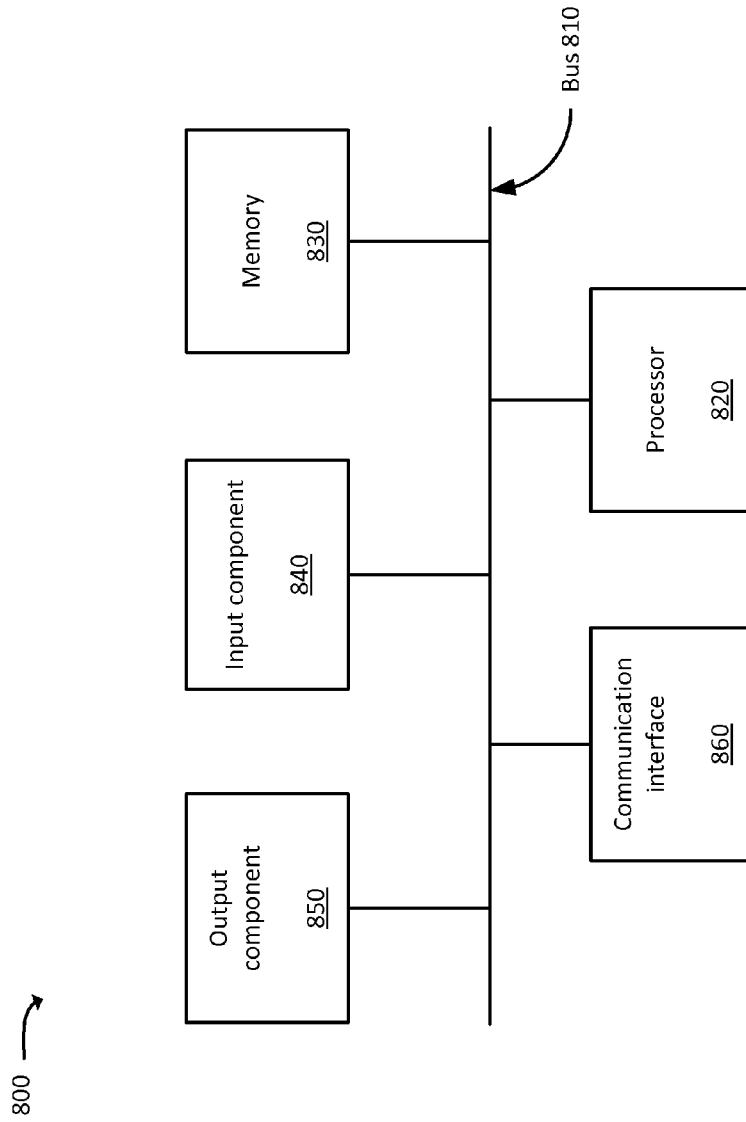 800
Output
component
850
Input component
840
Memory
830
Communication
interface
860
Processor
820
Bus 810